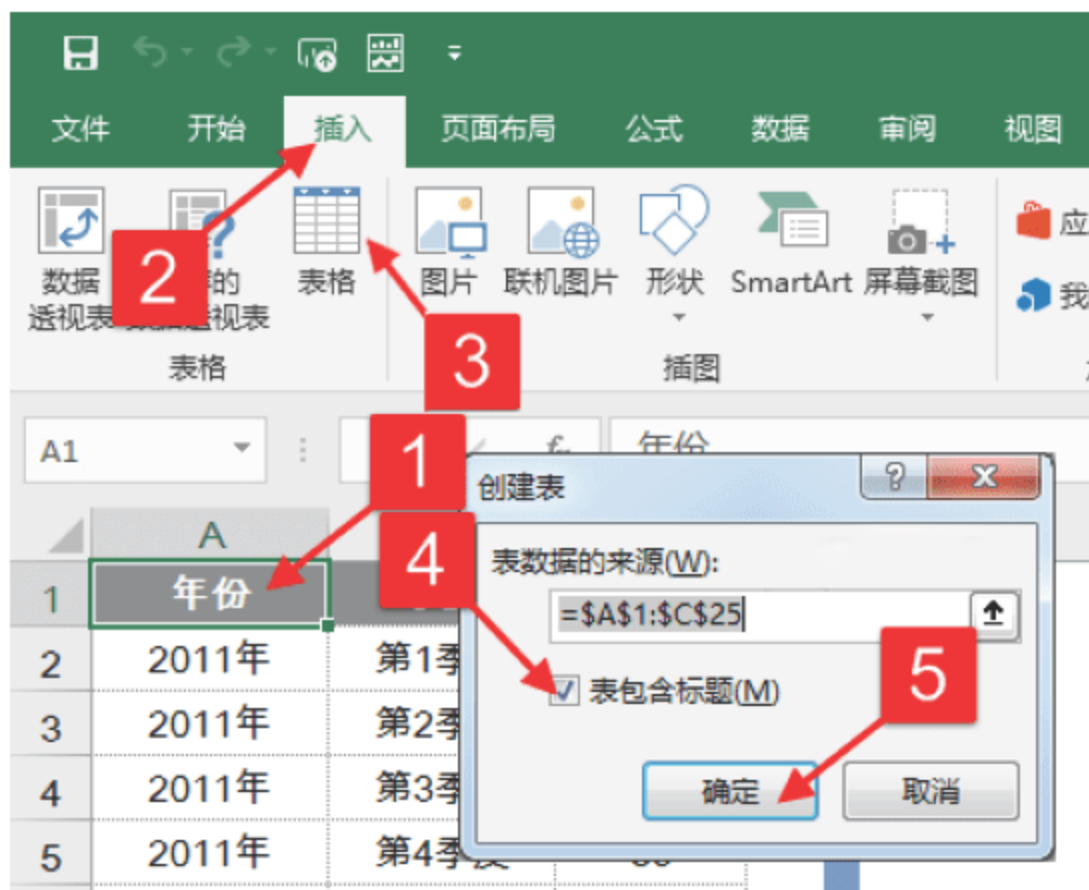 文件 开始 插入 页面布局 公式 数据 审阅 视图
数据 的 表格 图片 联机图片 形状 SmartArt 屏幕截图 应
透视表 透视表 我
表格 插图
2
3
A1 年份
1
创建表
A
4
表数据的来源(W):
1 年份
=$A$1:$C$25
2 2011年 第1季
5
表包含标题(M)
3 2011年 第2季
4 2011年 第3季
确定 取消
5 2011年 第4季度